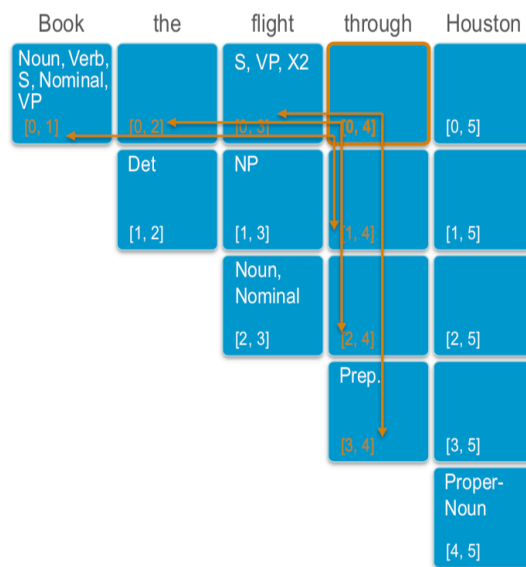 Book the flight through Houston
Noun, Verb,
S, Nominal,
VP
S, VP, X2
[0, 1] [0, 2] [0, 3] [0, 4] [0, 5]
Det NP
[1, 2] [1, 3] [1, 4] [1, 5]
Noun,
Nominal
[2, 3] [2, 4] [2, 5]
Prep.
[3, 4] [3, 5]
Proper-
Noun
[4, 5]